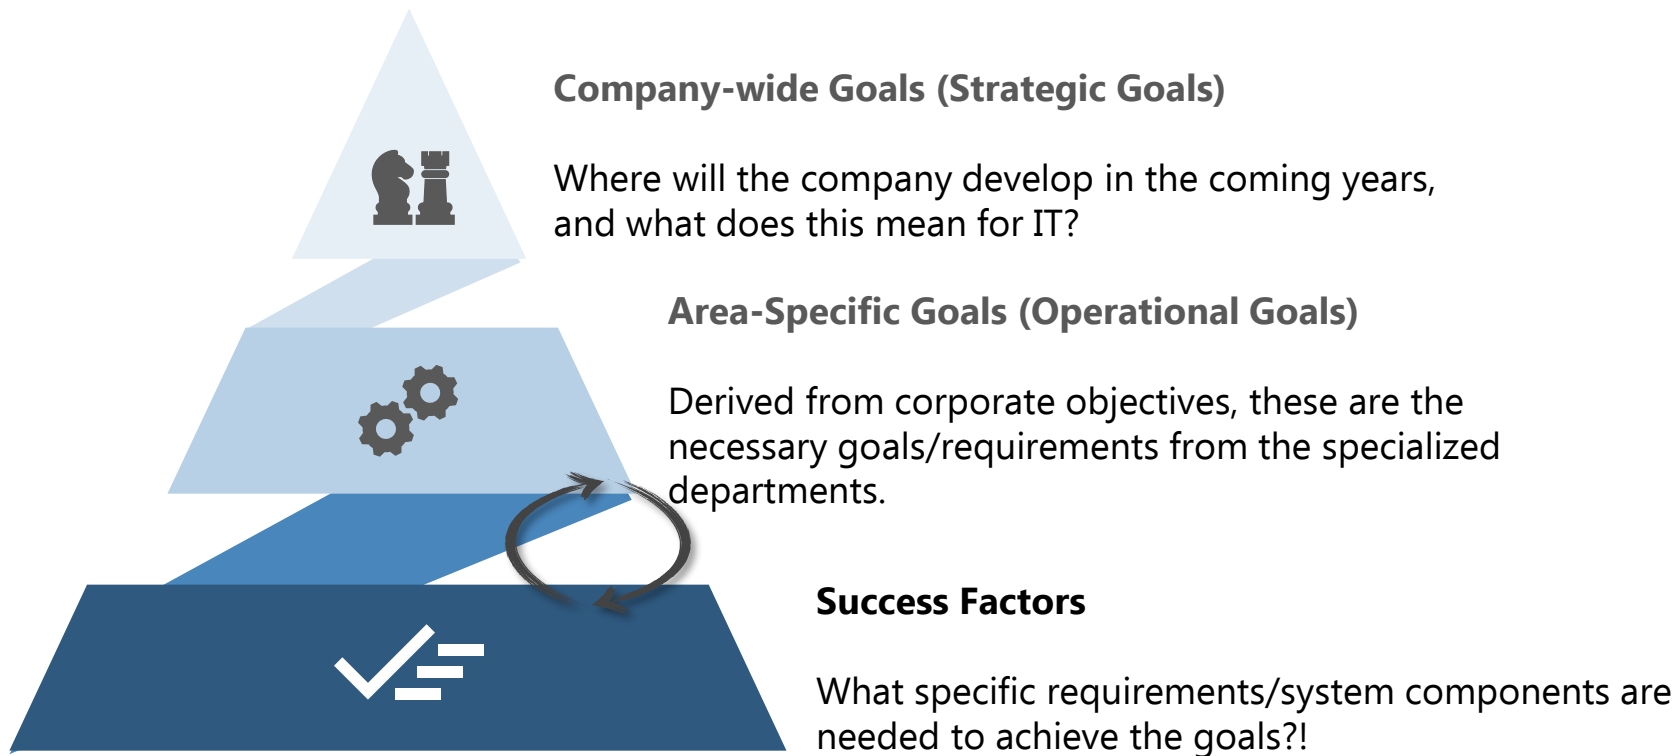 Company-wide Goals (Strategic Goals)
Where will the company develop in the coming years,
and what does this mean for IT?
Area-Specific Goals (Operational Goals)
Derived from corporate objectives, these are the
necessary goals/requirements from the specialized
departments.
Success Factors
What specific requirements/system components are
needed to achieve the goals?!